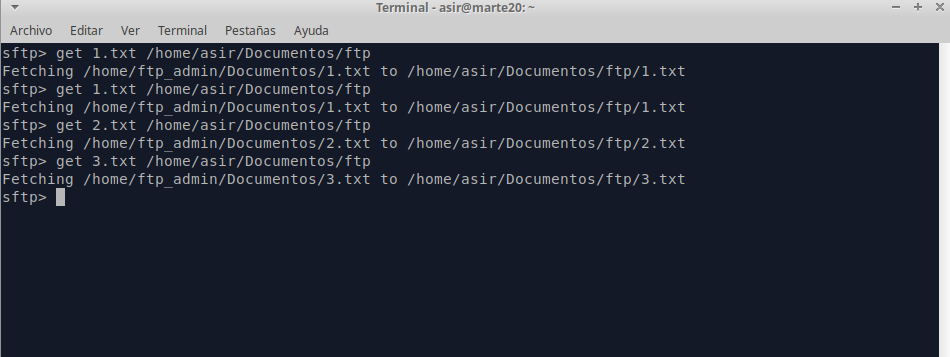 Terminal - asir@marte20: ~
Archivo Editar Ver Terminal Pestañas Ayuda
sftp> get 1.txt /home/asir/Documentos/ftp
Fetching /home/ftp_admin/Documentos/1.txt to /home/asir/Documentos/ftp/1.txt
sftp> get 1.txt /home/asir/Documentos/ftp
Fetching /home/ftp_admin/Documentos/1.txt to /home/asir/Documentos/ftp/1.txt
sftp> get 2.txt /home/asir/Documentos/ftp
Fetching /home/ftp_admin/Documentos/2.txt to /home/asir/Documentos/ftp/2.txt
sftp> get 3.txt /home/asir/Documentos/ftp
Fetching /home/ftp_admin/Documentos/3.txt to /home/asir/Documentos/ftp/3.txt
sftp>